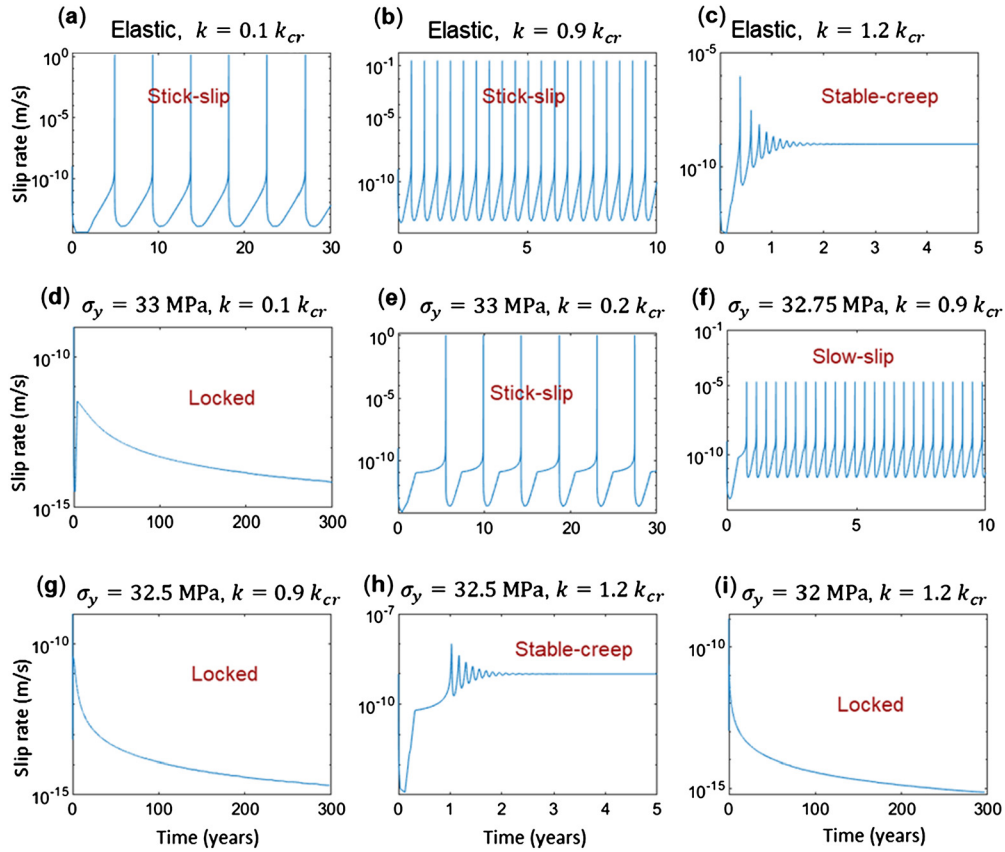 (a)
Elastic, k = 0.1 k_cr
Slip rate (m/s)
10^0
10^-5
10^-10
Stick-slip
0 10 20 30
(b)
Elastic, k = 0.9 k_cr
10^-1
10^-5
10^-10
Stick-slip
0 5 10
(c)
Elastic, k = 1.2 k_cr
10^-5
10^-10
Stable-creep
0 1 2 3 4 5
(d)
σ_y = 33 MPa, k = 0.1 k_cr
Slip rate (m/s)
10^-10
10^-15
Locked
0 100 200 300
(e)
σ_y = 33 MPa, k = 0.2 k_cr
10^0
10^-5
10^-10
Stick-slip
0 10 20 30
(f)
σ_y = 32.75 MPa, k = 0.9 k_cr
10^-1
10^-5
10^-10
Slow-slip
0 5 10
(g)
σ_y = 32.5 MPa, k = 0.9 k_cr
Slip rate (m/s)
10^-10
10^-15
Locked
0 100 200 300
Time (years)
(h)
σ_y = 32.5 MPa, k = 1.2 k_cr
10^-7
10^-10
Stable-creep
0 1 2 3 4 5
Time (years)
(i)
σ_y = 32 MPa, k = 1.2 k_cr
10^-10
10^-15
Locked
0 100 200 300
Time (years)